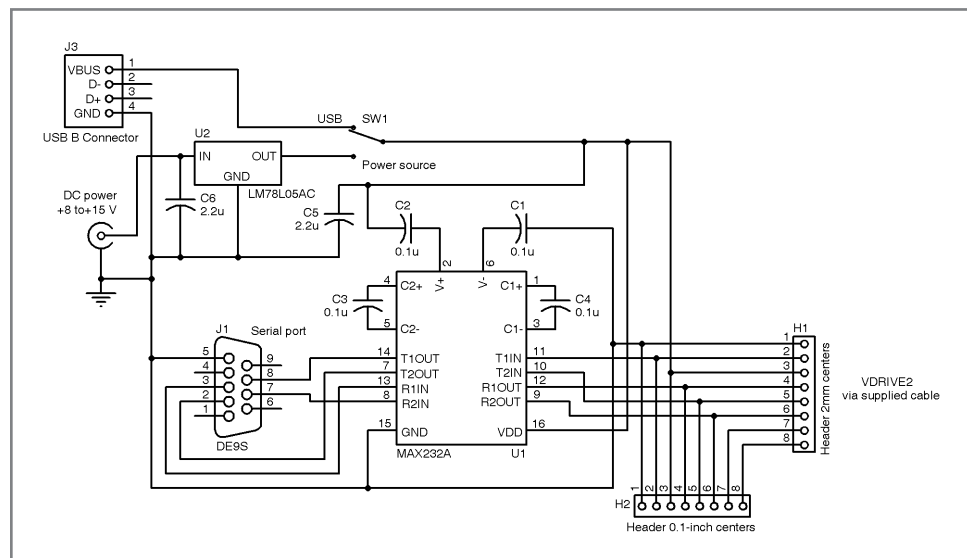 J3
VBUS 1
D- 2
D+ 3
GND 4
USB B Connector
USB SW1
Power source
U2
IN OUT
GND
LM78L05AC
DC power
+8 to+15 V
C6
2.2u
C5
2.2u
C2
0.1u
C1
0.1u
2 6
V+ V-
4 C2+ C1+ 1
C3
0.1u
C4
0.1u
5 C2- C1- 3
J1 Serial port
5 9
4 8
3 7
2 6
1
DE9S
14 T1OUT T1IN 11
7 T2OUT T2IN 10
13 R1IN R1OUT 12
8 R2IN R2OUT 9
15 GND VDD 16
MAX232A U1
H1
1
2
3
4
5
6
7
8
Header 2mm centers
VDRIVE2
via supplied cable
1 2 3 4 5 6 7 8
H2
Header 0.1-inch centers